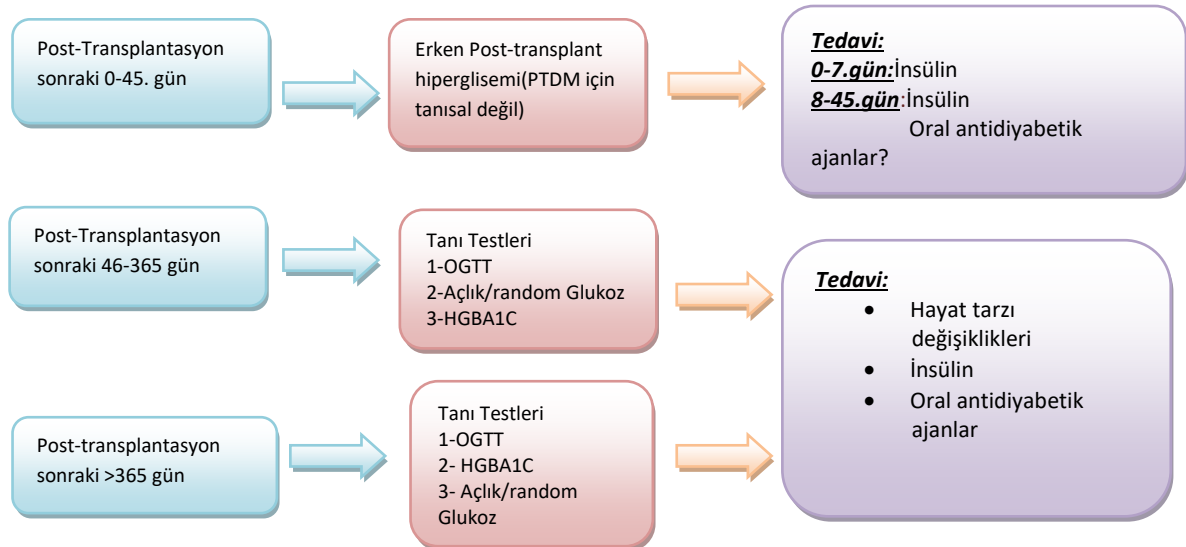 Post-Transplantasyon
sonraki 0-45. gün
Erken Post-transplant
hiperglisemi(PTDM için
tanısal değil)
Tedavi:
0-7.gün:İnsülin
8-45.gün:İnsülin
Oral antidiyabetik
ajanlar?
Post-Transplantasyon
sonraki 46-365 gün
Tanı Testleri
1-OGTT
2-Açlık/random Glukoz
3-HGBA1C
Tedavi:
• Hayat tarzı
değişiklikleri
• İnsülin
• Oral antidiyabetik
ajanlar
Post-transplantasyon
sonraki >365 gün
Tanı Testleri
1-OGTT
2- HGBA1C
3- Açlık/random
Glukoz